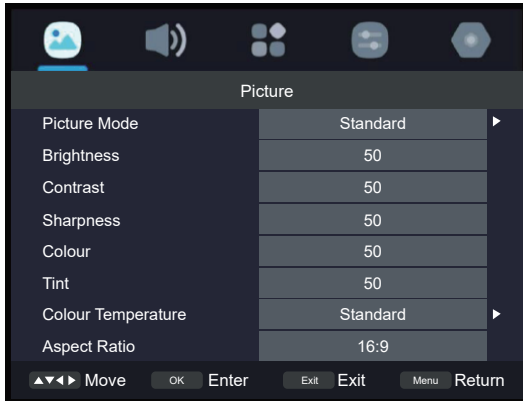 Picture
Picture Mode Standard
Brightness 50
Contrast 50
Sharpness 50
Colour 50
Tint 50
Colour Temperature Standard
Aspect Ratio 16:9
Move OK Enter Exit Exit Menu Return